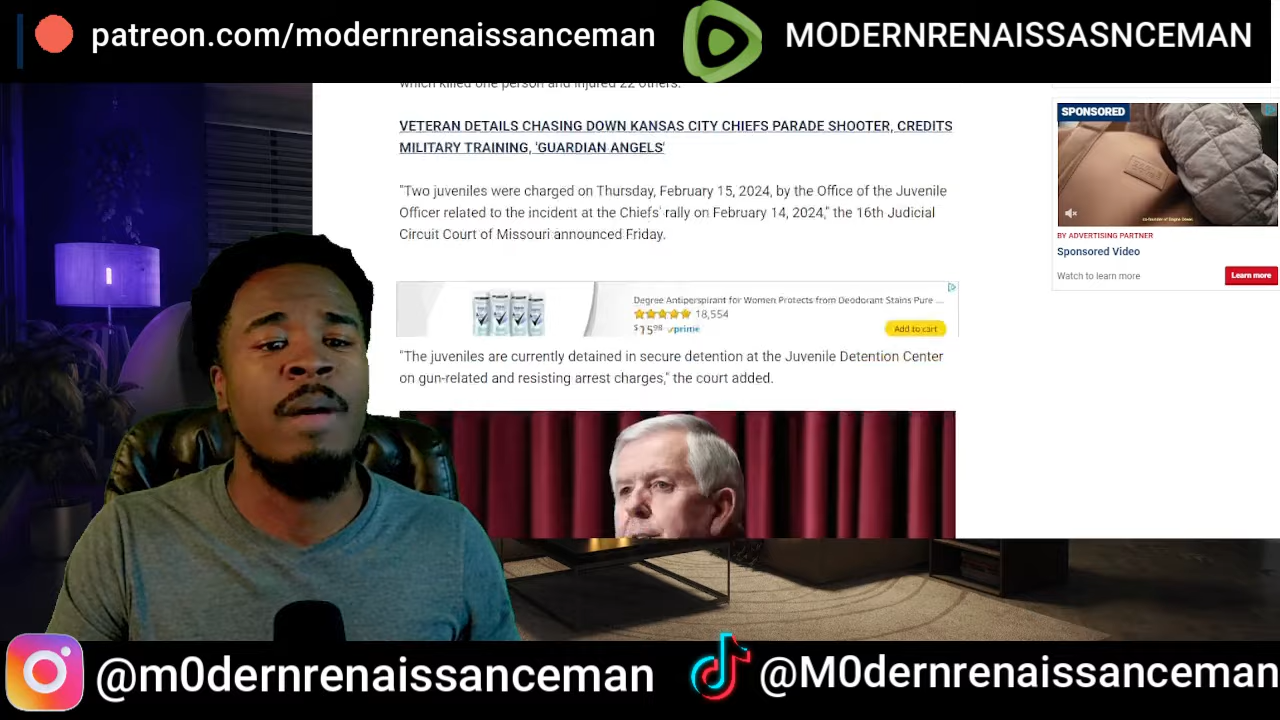 patreon.com/modernrenaissanceman
MODERNRENAISSASNCEMAN
which killed one person and injured 22 others.
VETERAN DETAILS CHASING DOWN KANSAS CITY CHIEFS PARADE SHOOTER, CREDITS
MILITARY TRAINING, 'GUARDIAN ANGELS'
"Two juveniles were charged on Thursday, February 15, 2024, by the Office of the Juvenile
Officer related to the incident at the Chiefs' rally on February 14, 2024," the 16th Judicial
Circuit Court of Missouri announced Friday.
Degree Antiperspirant for Women Protects from Deodorant Stains Pure ...
18,554
$15.98 prime
Add to cart
"The juveniles are currently detained in secure detention at the Juvenile Detention Center
on gun-related and resisting arrest charges," the court added.
SPONSORED
BY ADVERTISING PARTNER
Sponsored Video
Watch to learn more
Learn more
@m0dernrenaissanceman
@M0dernrenaissanceman